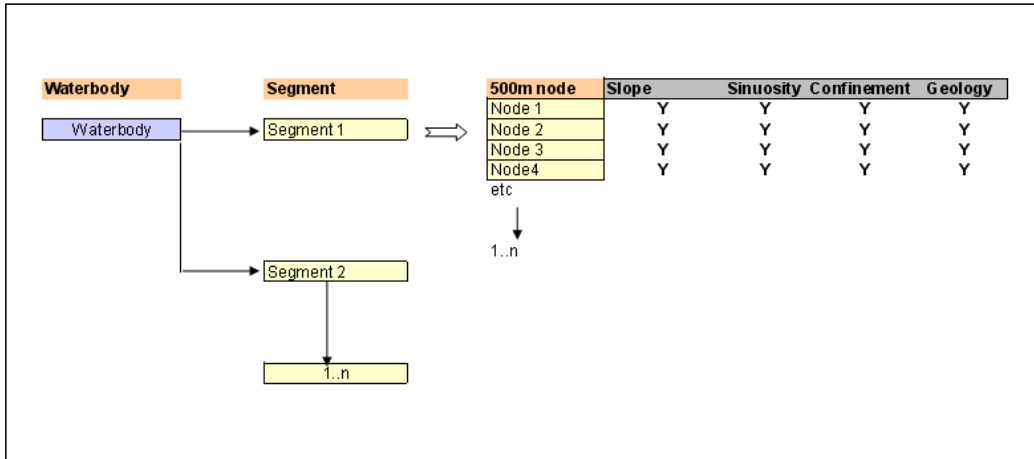 Waterbody Segment 500m node Slope Sinuosity Confinement Geology
Node 1 Y Y Y Y
Waterbody Segment 1 Node 2 Y Y Y Y
Node 3 Y Y Y Y
Node4 Y Y Y Y
etc
1..n
Segment 2
1..n